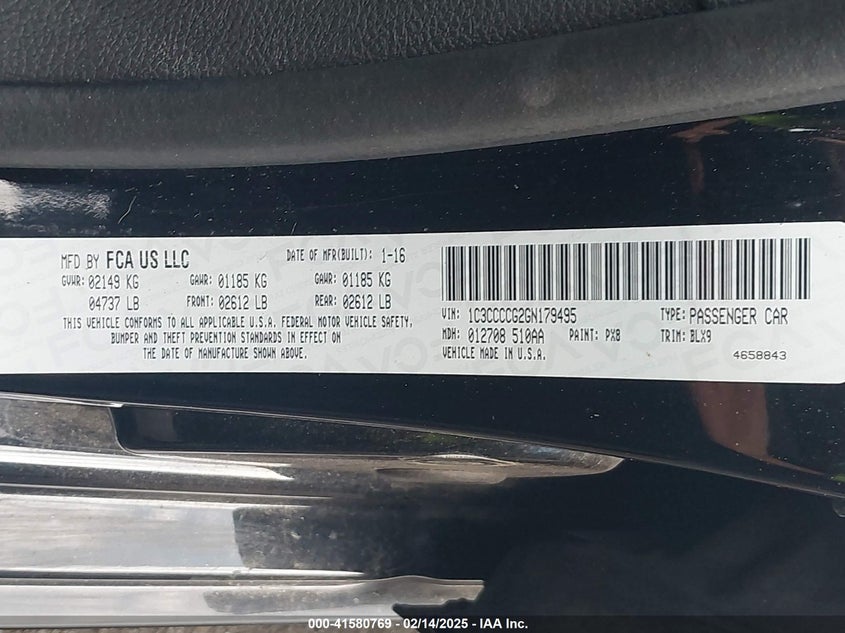 MFD BY FCA US LLC DATE OF MFR(BUILT): 1-16
GVWR: 02149 KG GAWR: 01185 KG GAWR: 01185 KG
04737 LB FRONT: 02612 LB REAR: 02612 LB
THIS VEHICLE CONFORMS TO ALL APPLICABLE U.S.A. FEDERAL MOTOR VEHICLE SAFETY,
BUMPER AND THEFT PREVENTION STANDARDS IN EFFECT ON
THE DATE OF MANUFACTURE SHOWN ABOVE.
VIN: 1C3CCCCG2GN179495 TYPE: PASSENGER CAR
MDH: 012708 510AA PAINT: PX8 TRIM: BLX9
VEHICLE MADE IN U.S.A. 4658843
000-41580769 - 02/14/2025 - IAA Inc.